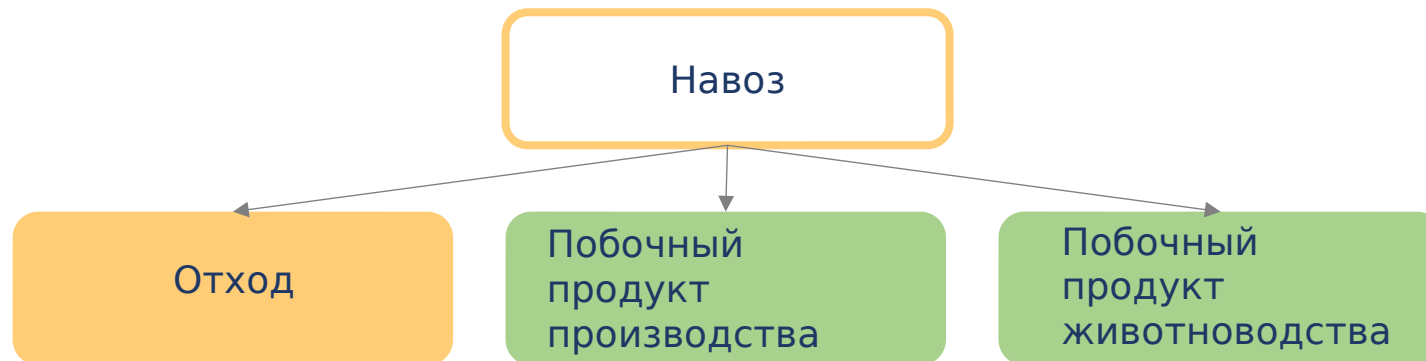 Навоз
Отход
Побочный
продукт
производства
Побочный
продукт
животноводства